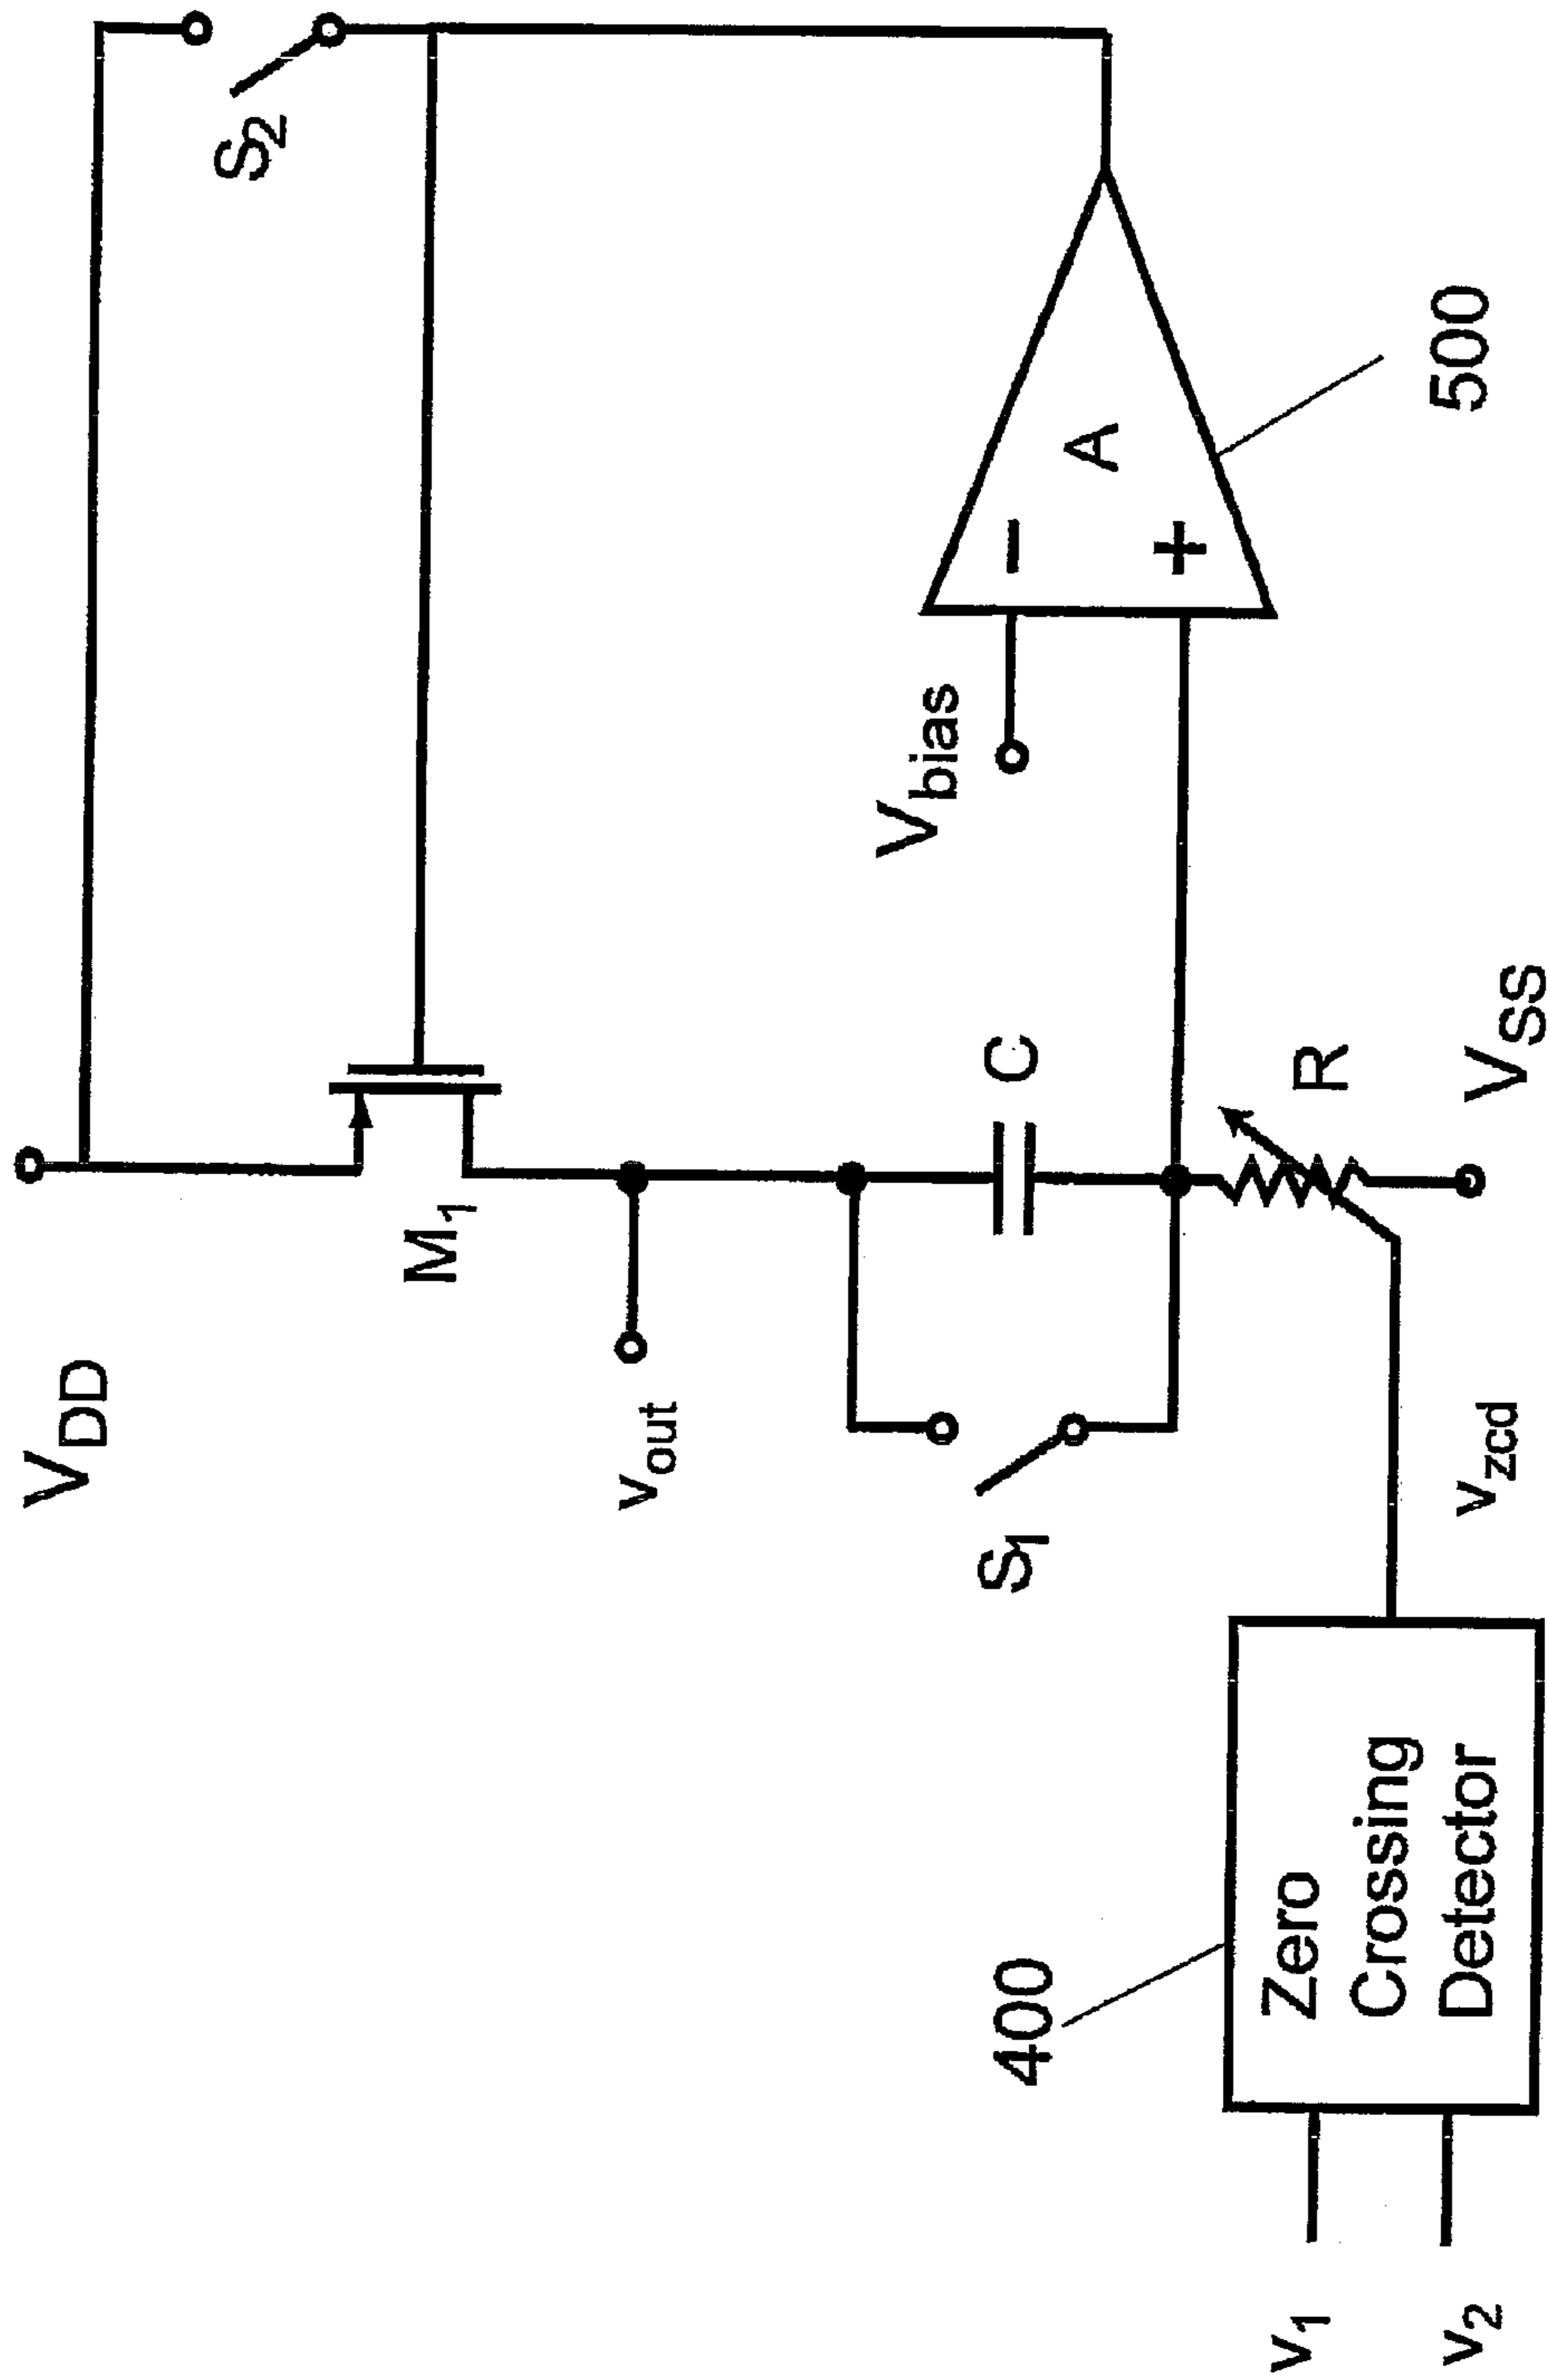 V_DD
S_2
M_1
v_out
C
S_1
V_bias
−
+
A
500
R
V_SS
v_zcd
400
Zero
Crossing
Detector
v_1
v_2